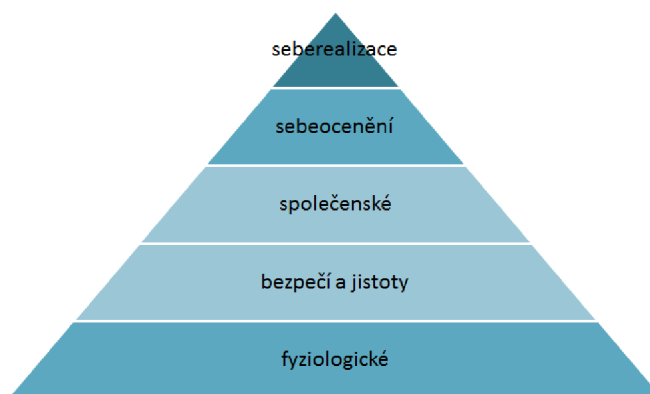 seberealizace
sebeocenění
společenské
bezpečí a jistoty
fyziologické